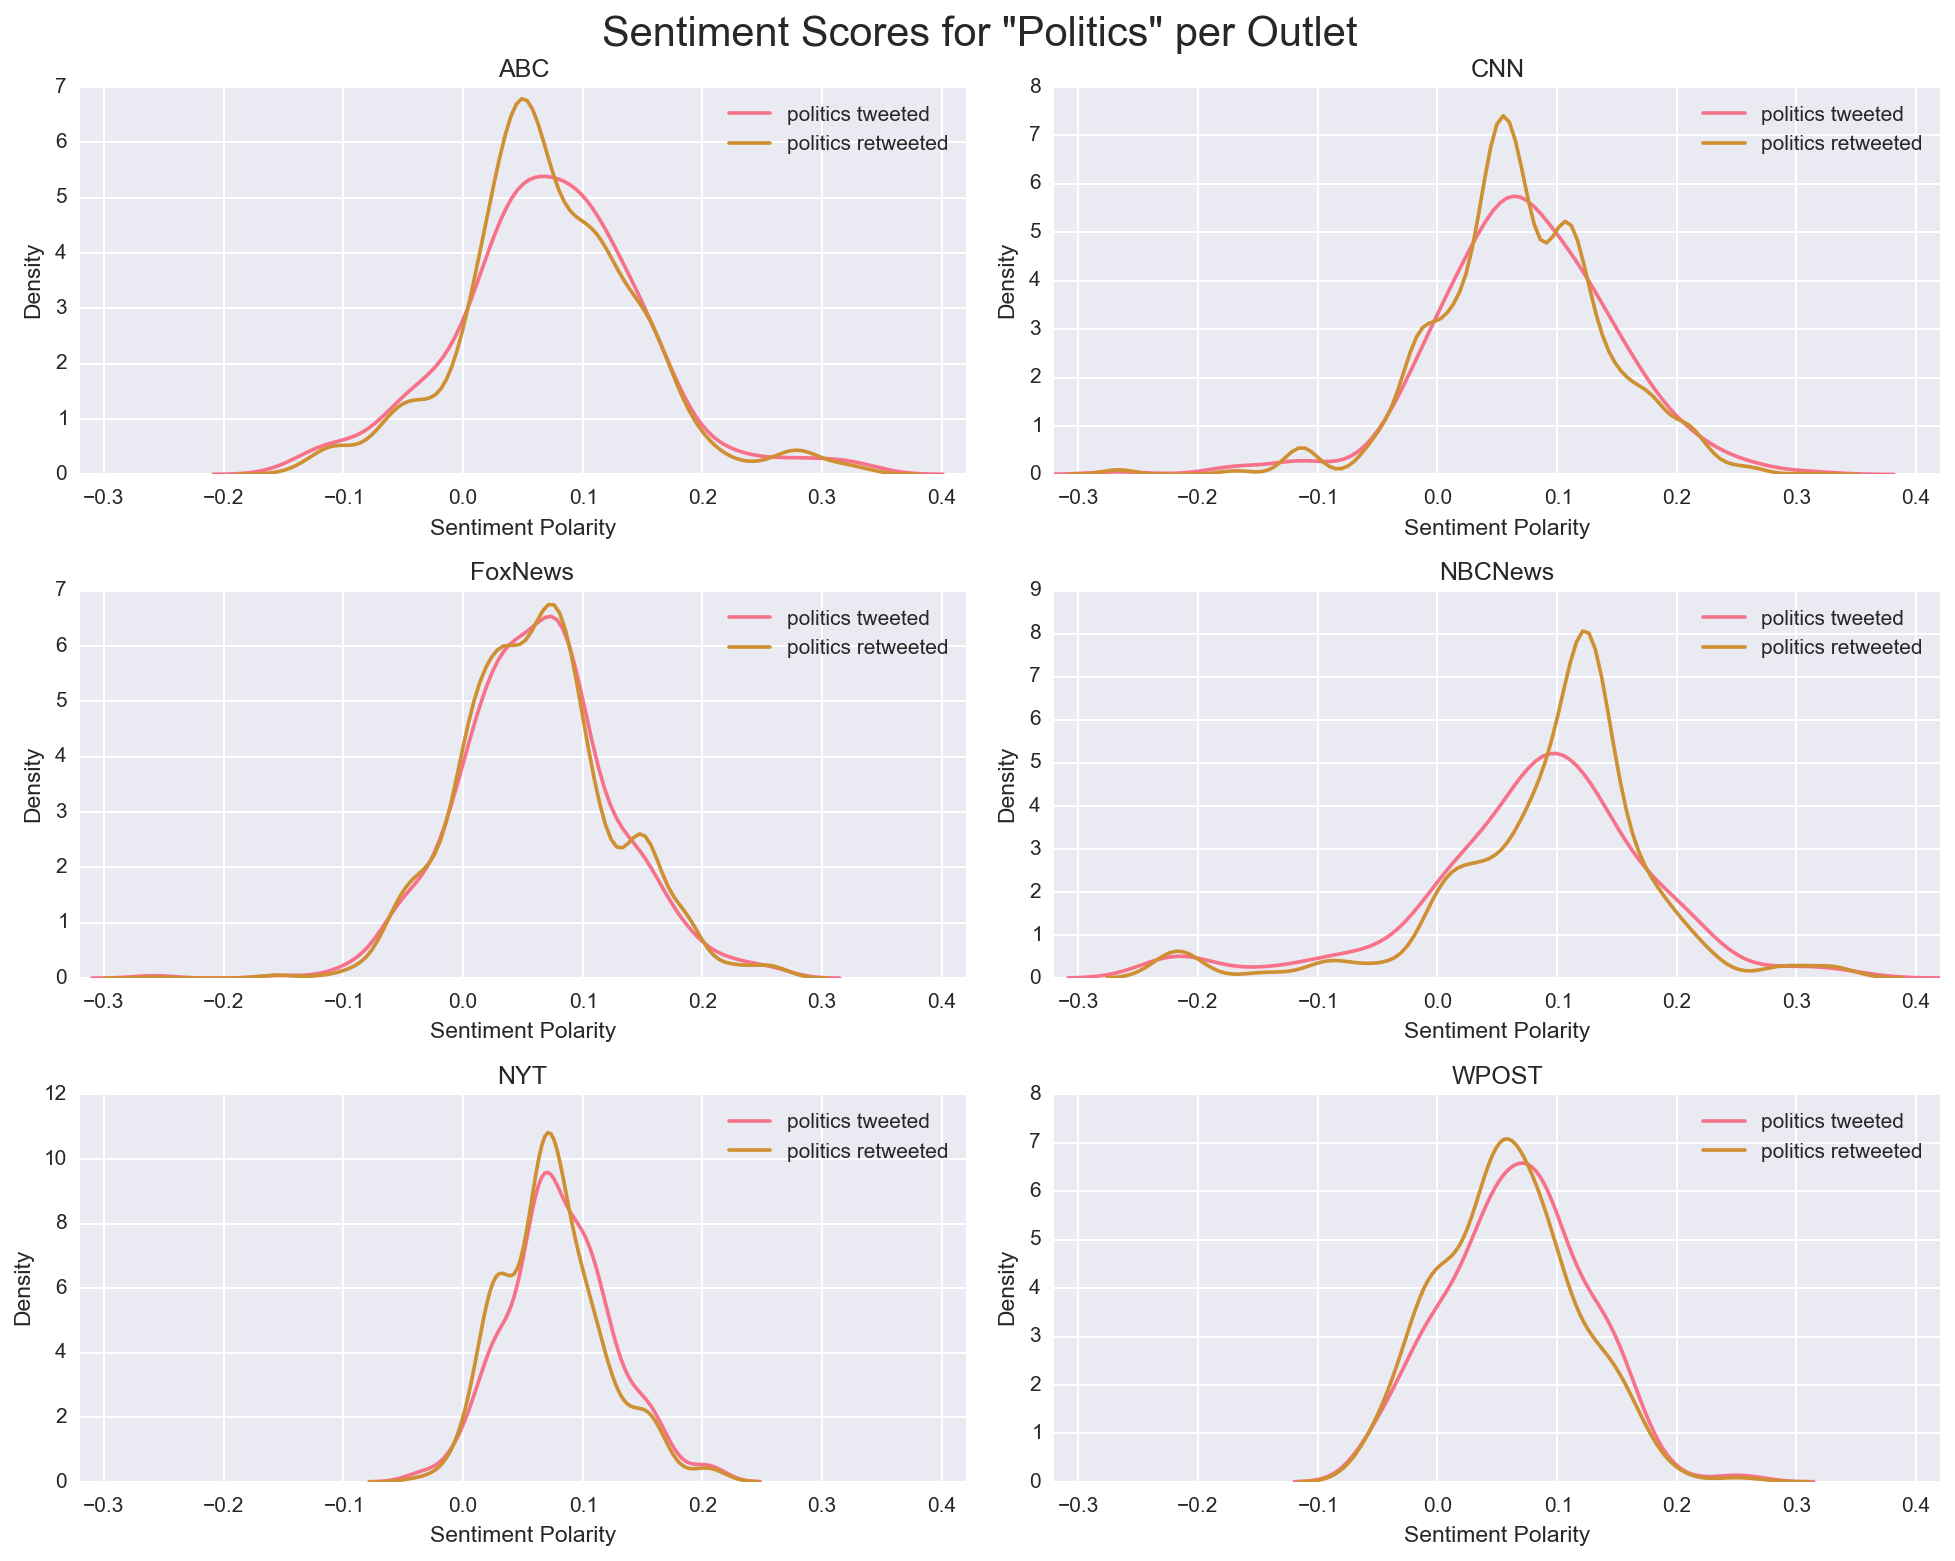 Sentiment Scores for "Politics" per Outlet
ABC
7
6
5
4
3
2
1
0
Density
politics tweeted
politics retweeted
−0.3 −0.2 −0.1 0.0 0.1 0.2 0.3 0.4
Sentiment Polarity
CNN
8
7
6
5
4
3
2
1
0
Density
politics tweeted
politics retweeted
−0.3 −0.2 −0.1 0.0 0.1 0.2 0.3 0.4
Sentiment Polarity
FoxNews
7
6
5
4
3
2
1
0
Density
politics tweeted
politics retweeted
−0.3 −0.2 −0.1 0.0 0.1 0.2 0.3 0.4
Sentiment Polarity
NBCNews
9
8
7
6
5
4
3
2
1
0
Density
politics tweeted
politics retweeted
−0.3 −0.2 −0.1 0.0 0.1 0.2 0.3 0.4
Sentiment Polarity
NYT
12
10
8
6
4
2
0
Density
politics tweeted
politics retweeted
−0.3 −0.2 −0.1 0.0 0.1 0.2 0.3 0.4
Sentiment Polarity
WPOST
8
7
6
5
4
3
2
1
0
Density
politics tweeted
politics retweeted
−0.3 −0.2 −0.1 0.0 0.1 0.2 0.3 0.4
Sentiment Polarity